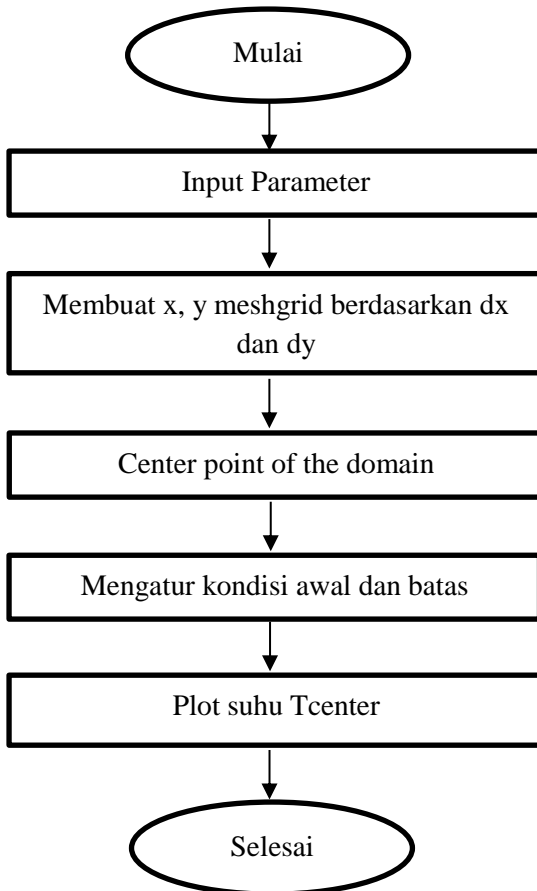 Mulai
Input Parameter
Membuat x, y meshgrid berdasarkan dx
dan dy
Center point of the domain
Mengatur kondisi awal dan batas
Plot suhu Tcenter
Selesai